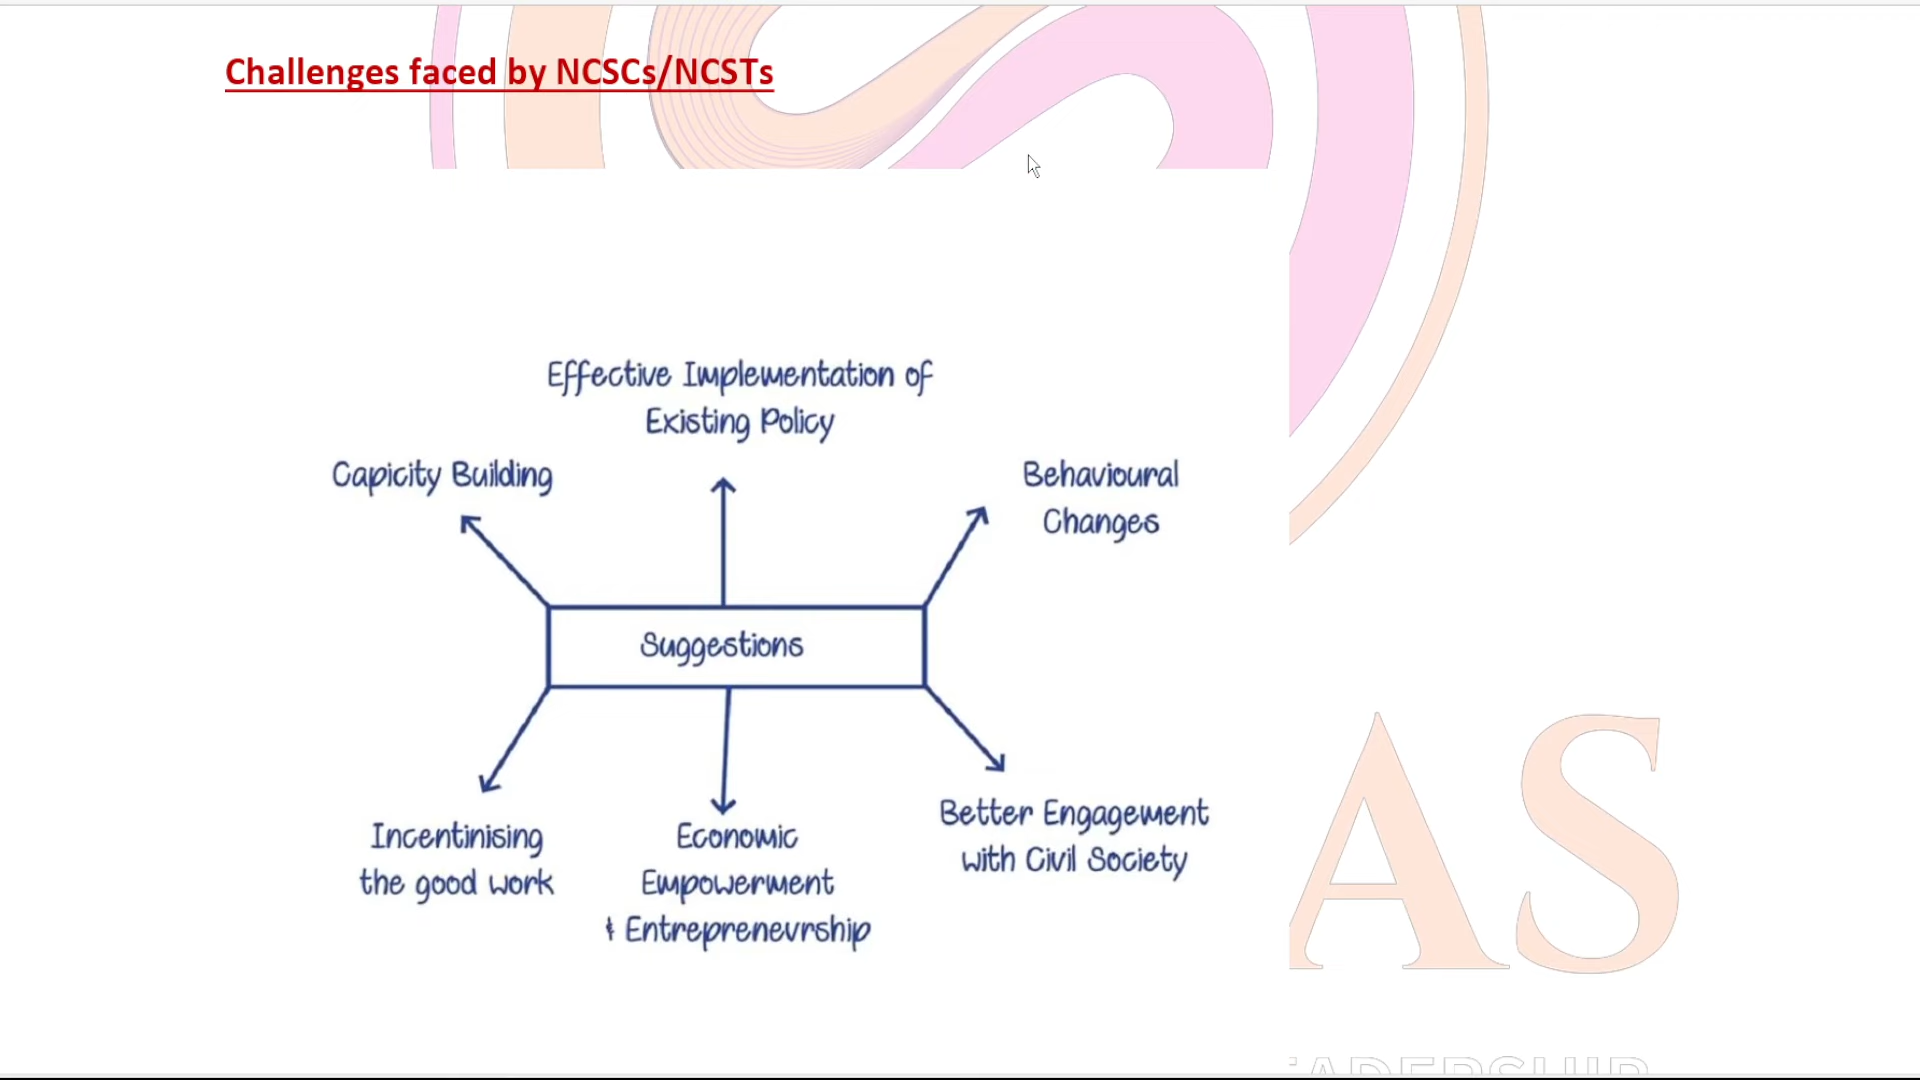 Challenges faced by NCSCs/NCSTs
Effective Implementation of
Existing Policy
Capicity Building
Behavioural
Changes
Suggestions
Incentinising
the good work
Economic
Empowerment
& Entreprenevrship
Better Engagement
with Civil Society
AS